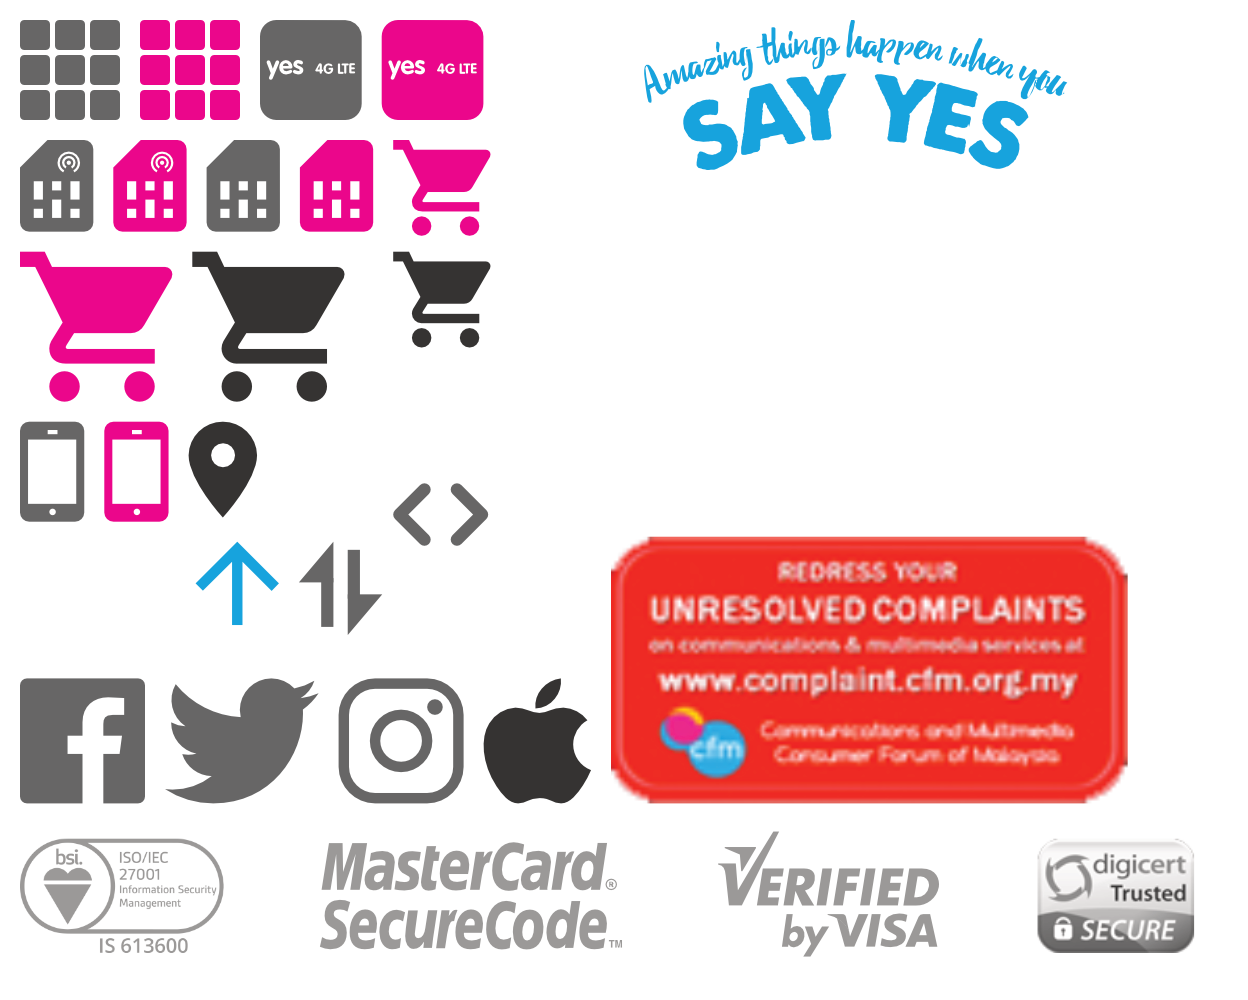 yes 4G LTE
yes 4G LTE
Amazing things happen when you
SAY YES
REDRESS YOUR
UNRESOLVED COMPLAINTS
on communications & multimedia services at
www.complaint.cfm.org.my
cfm
Communications and Multimedia
Consumer Forum of Malaysia
bsi.
ISO/IEC
27001
Information Security
Management
IS 613600
MasterCard®
SecureCode™
VERIFIED
by VISA
digicert
Trusted
SECURE